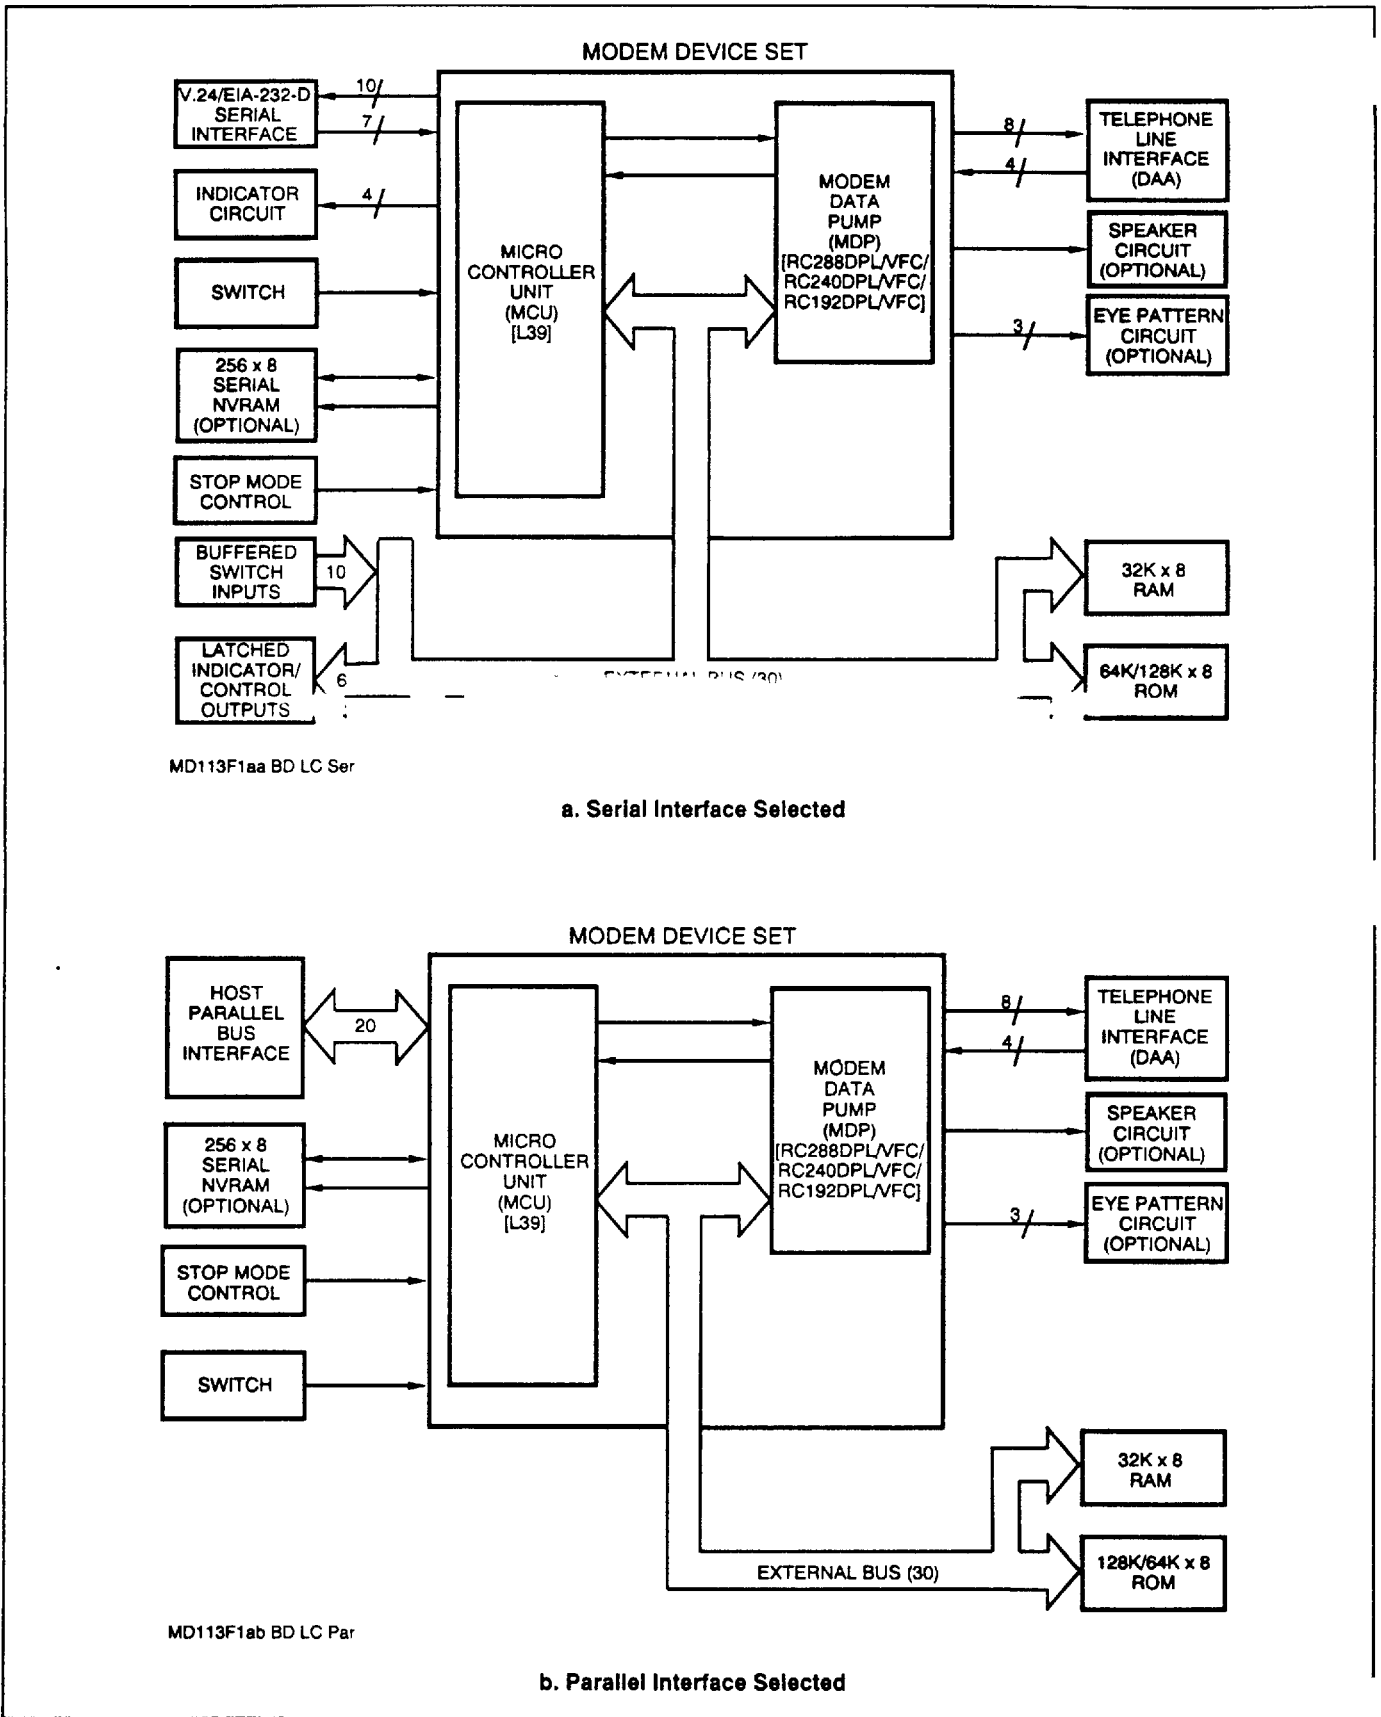 MODEM DEVICE SET
V.24/EIA-232-D
SERIAL
INTERFACE
10
7
INDICATOR
CIRCUIT
4
SWITCH
256 x 8
SERIAL
NVRAM
(OPTIONAL)
STOP MODE
CONTROL
BUFFERED
SWITCH
INPUTS
10
LATCHED
INDICATOR/
CONTROL
OUTPUTS
6
MICRO
CONTROLLER
UNIT
(MCU)
[L39]
MODEM
DATA
PUMP
(MDP)
[RC288DPL/VFC/
RC240DPL/VFC/
RC192DPL/VFC]
8
4
TELEPHONE
LINE
INTERFACE
(DAA)
SPEAKER
CIRCUIT
(OPTIONAL)
3
EYE PATTERN
CIRCUIT
(OPTIONAL)
32K x 8
RAM
64K/128K x 8
ROM
EXTERNAL BUS (30)
MD113F1aa BD LC Ser
a. Serial Interface Selected
MODEM DEVICE SET
HOST
PARALLEL
BUS
INTERFACE
20
256 x 8
SERIAL
NVRAM
(OPTIONAL)
STOP MODE
CONTROL
SWITCH
MICRO
CONTROLLER
UNIT
(MCU)
[L39]
MODEM
DATA
PUMP
(MDP)
[RC288DPL/VFC/
RC240DPL/VFC/
RC192DPL/VFC]
8
4
TELEPHONE
LINE
INTERFACE
(DAA)
SPEAKER
CIRCUIT
(OPTIONAL)
3
EYE PATTERN
CIRCUIT
(OPTIONAL)
32K x 8
RAM
128K/64K x 8
ROM
EXTERNAL BUS (30)
MD113F1ab BD LC Par
b. Parallel Interface Selected